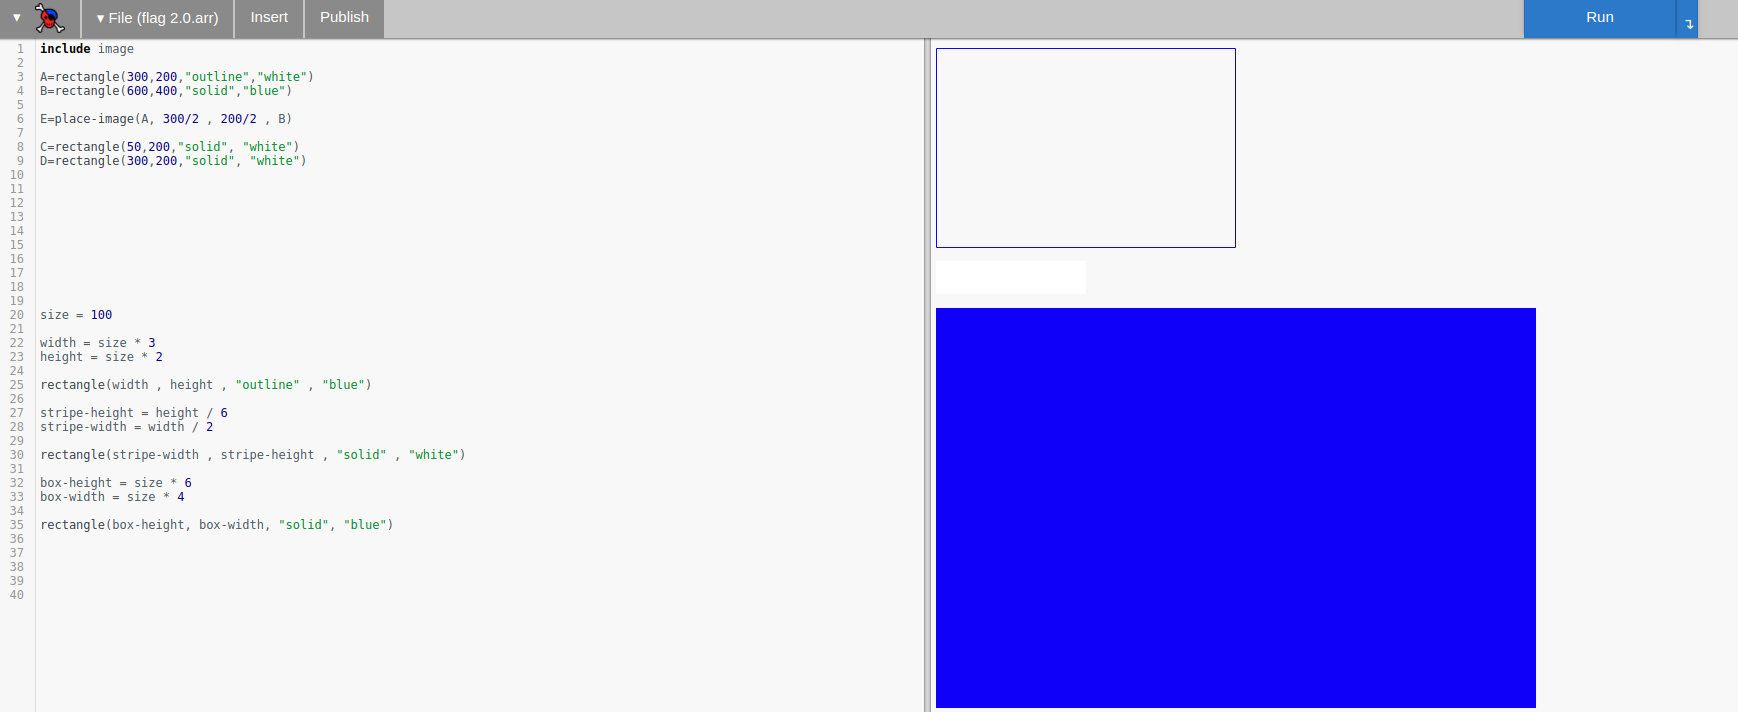 ▾ File (flag 2.0.arr) Insert Publish Run
1 include image
2
3 A=rectangle(300,200,"outline","white")
4 B=rectangle(600,400,"solid","blue")
5
6 E=place-image(A, 300/2 , 200/2 , B)
7
8 C=rectangle(50,200,"solid", "white")
9 D=rectangle(300,200,"solid", "white")
10
11
12
13
14
15
16
17
18
19
20 size = 100
21
22 width = size * 3
23 height = size * 2
24
25 rectangle(width , height , "outline" , "blue")
26
27 stripe-height = height / 6
28 stripe-width = width / 2
29
30 rectangle(stripe-width , stripe-height , "solid" , "white")
31
32 box-height = size * 6
33 box-width = size * 4
34
35 rectangle(box-height, box-width, "solid", "blue")
36
37
38
39
40